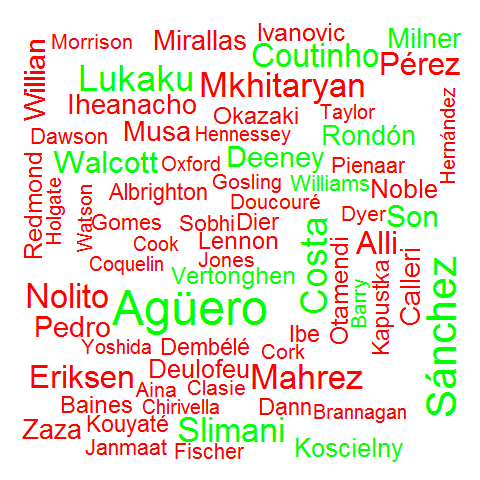 Ivanovic
Morrison
Mirallas
Milner
Coutinho
Willian
Lukaku
Pérez
Mkhitaryan
Iheanacho
Okazaki
Taylor
Hernández
Dawson
Musa
Hennessey
Rondón
Redmond
Holgate
Walcott
Oxford
Deeney
Pienaar
Watson
Albrighton
Gosling
Williams
Noble
Doucouré
Gomes
Sobhi
Dier
Dyer
Son
Cook
Lennon
Costa
Otamendi
Alli
Coquelin
Jones
Vertonghen
Barry
Kapustka
Calleri
Sánchez
Nolito
Agüero
Pedro
Ibe
Yoshida
Dembélé
Cork
Eriksen
Deulofeu
Mahrez
Aina
Clasie
Baines
Chirivella
Dann
Brannagan
Zaza
Kouyaté
Slimani
Janmaat
Fischer
Koscielny